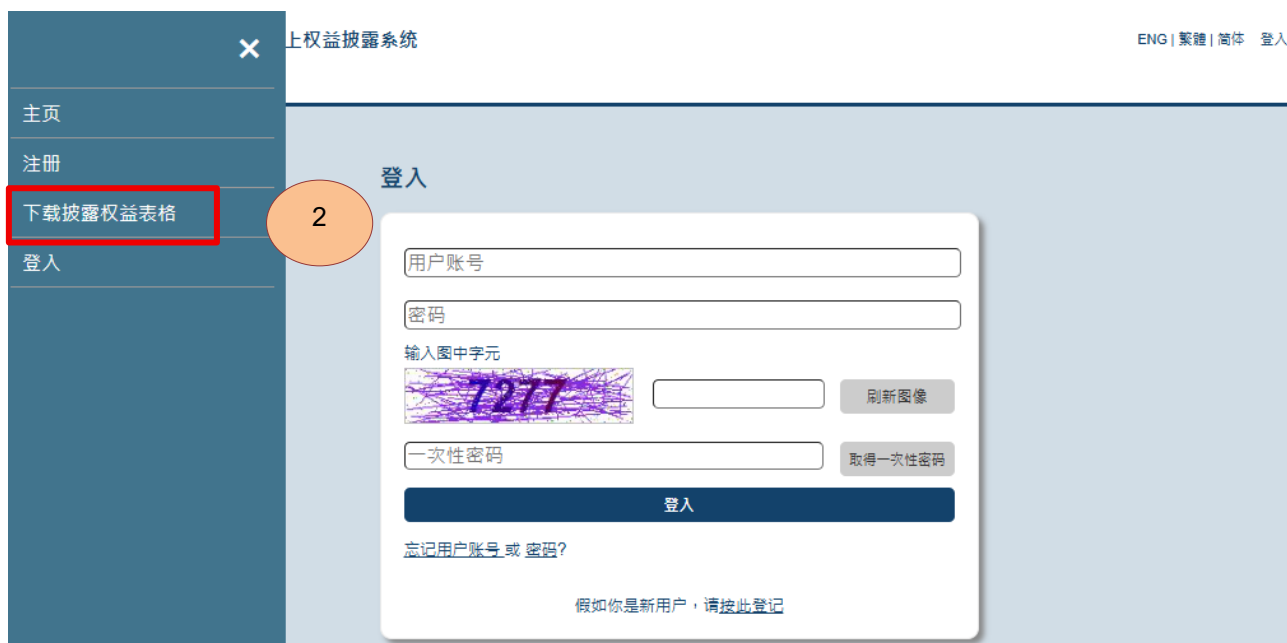 ×
上权益披露系统
ENG | 繁體 | 简体 登入
主页
注册
下载披露权益表格
登入
2
登入
用户账号
密码
输入图中字元
7277
刷新图像
一次性密码
取得一次性密码
登入
忘记用户账号 或 密码?
假如你是新用户，请按此登记